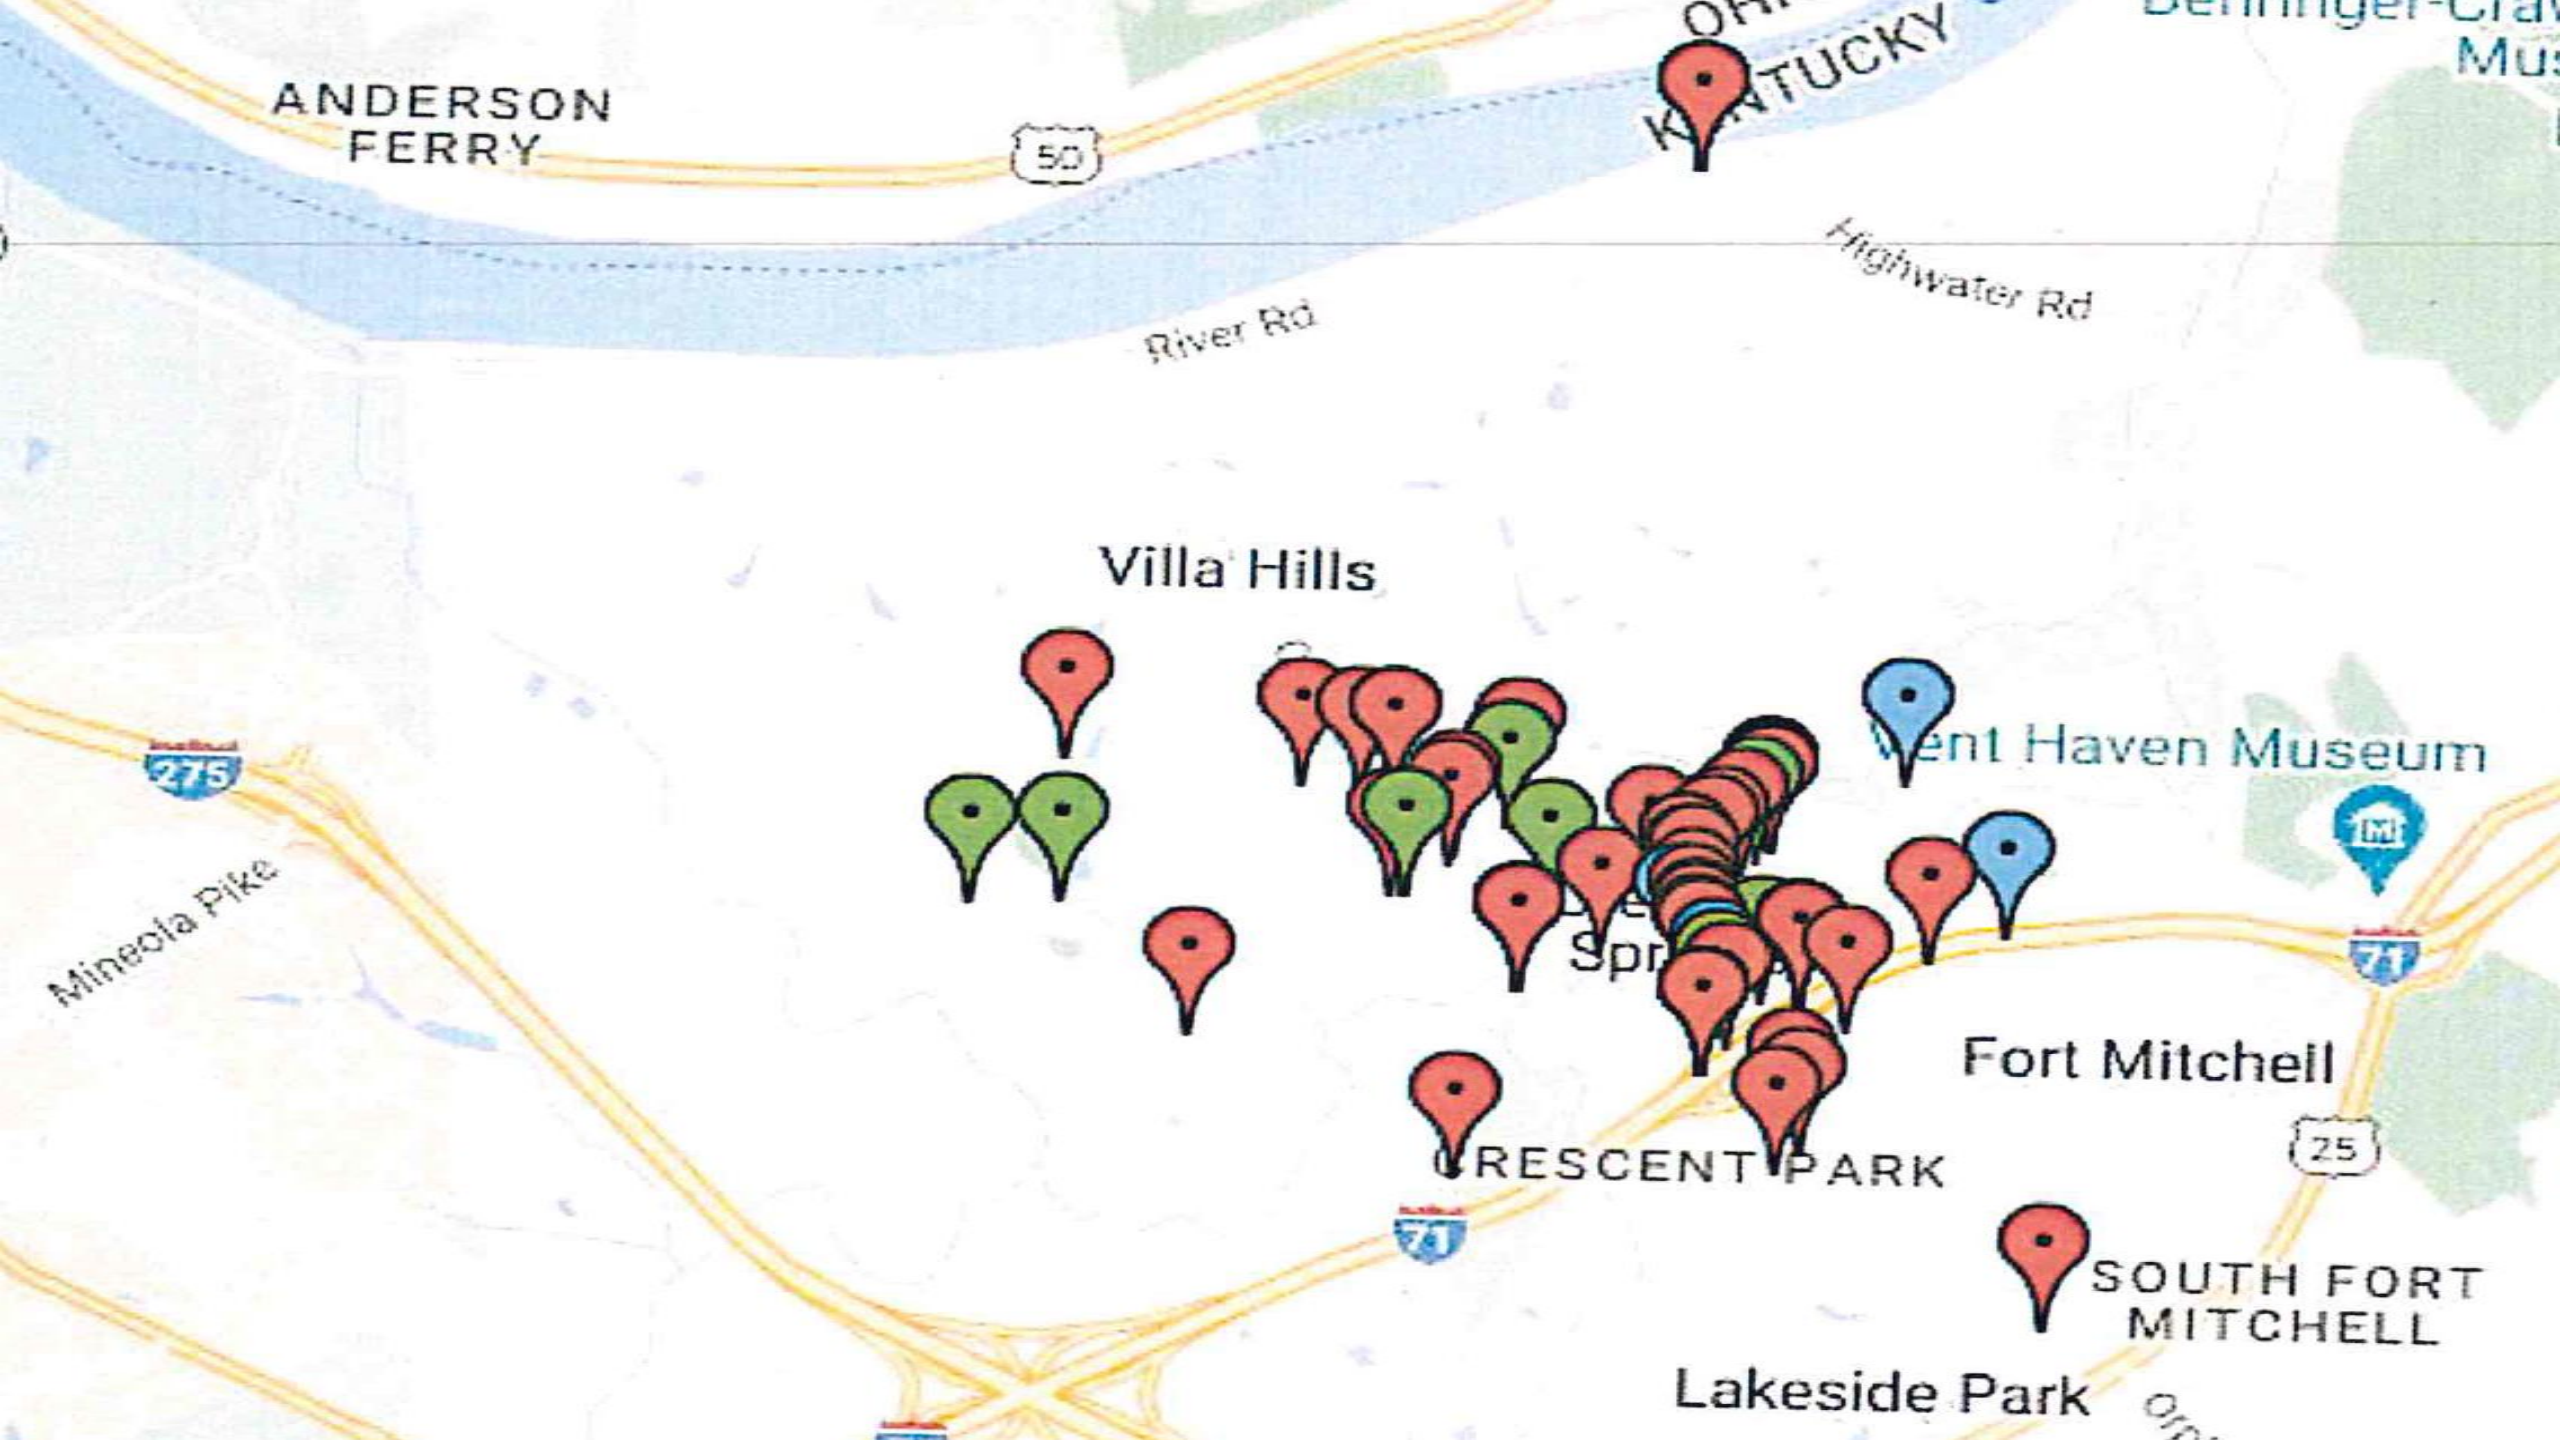 ANDERSON
FERRY
50
KENTUCKY
Highwater Rd
River Rd
Villa Hills
275
Mineola Pike
Vent Haven Museum
M
71
Fort Mitchell
25
CRESCENT PARK
71
SOUTH FORT
MITCHELL
Lakeside Park